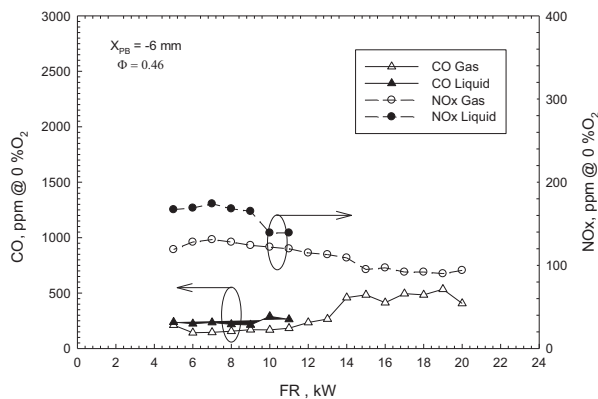 3000
2500
2000
1500
1000
500
0
CO, ppm @ 0 %O₂
X_PB = -6 mm
Φ = 0.46
CO Gas
CO Liquid
NOx Gas
NOx Liquid
400
300
200
100
0
NOx, ppm @ 0 %O₂
0 2 4 6 8 10 12 14 16 18 20 22 24
FR , kW